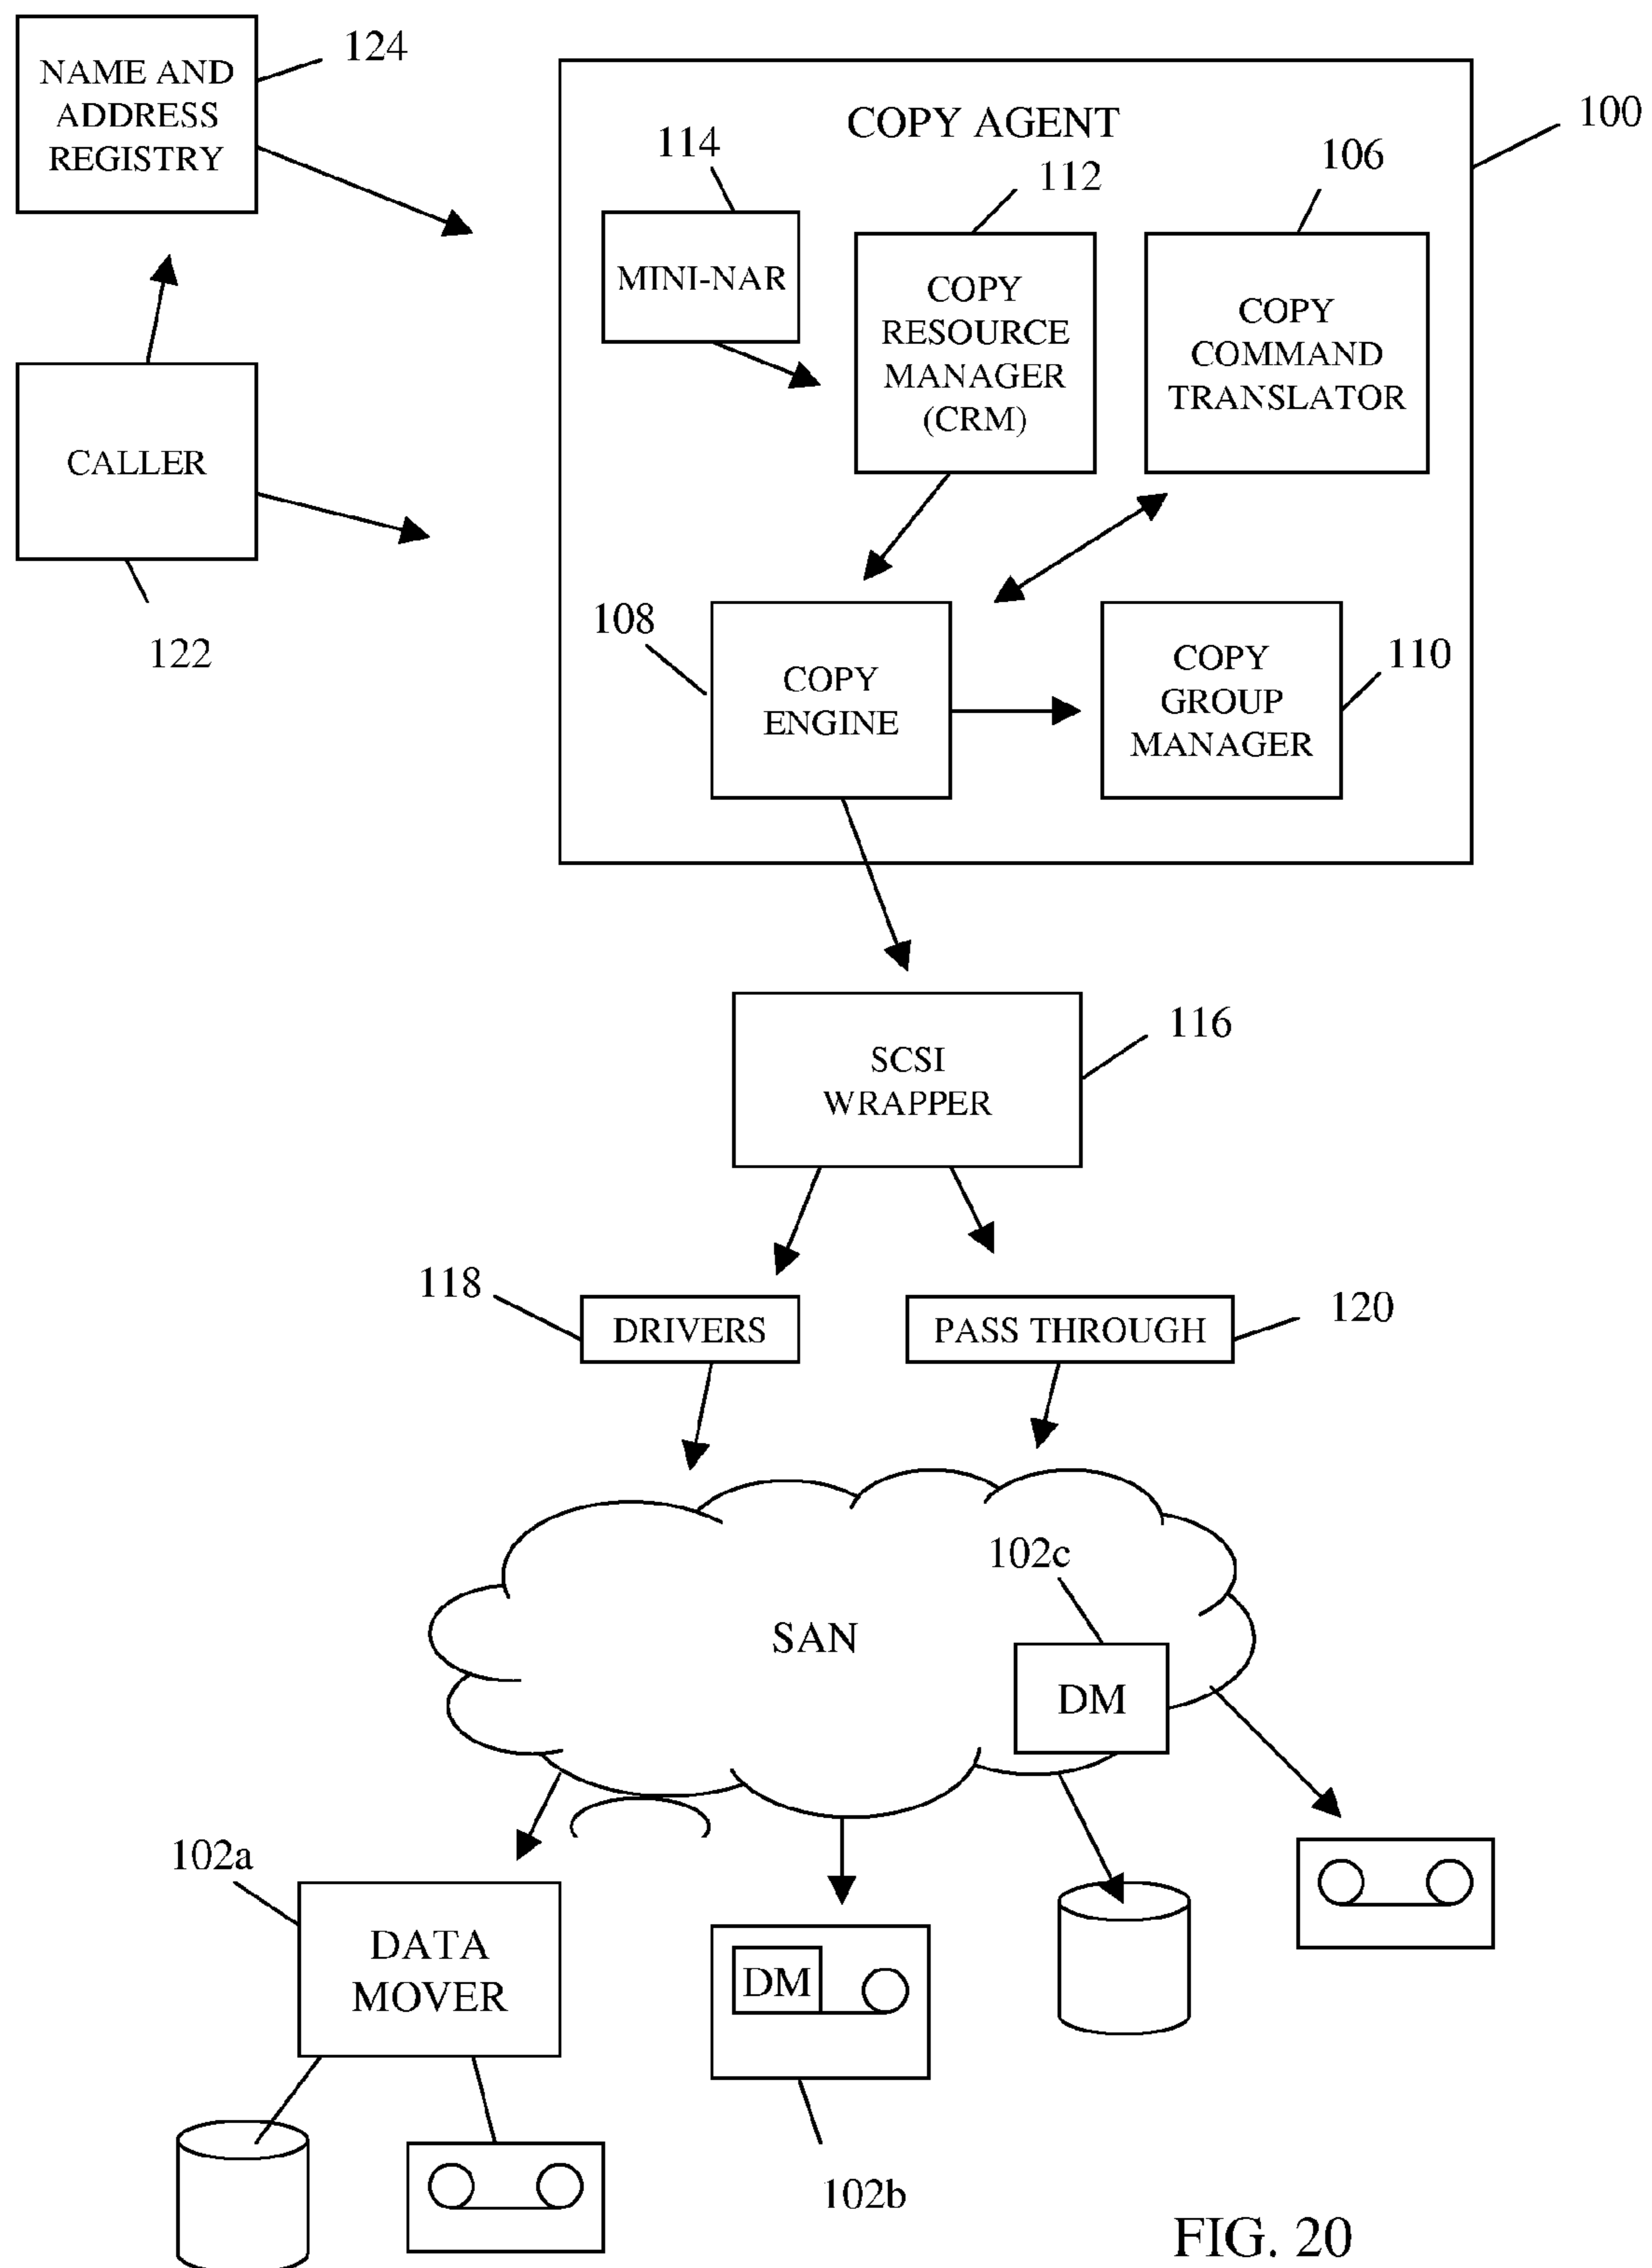 124
NAME AND
ADDRESS
REGISTRY
100
COPY AGENT
114
112
106
MINI-NAR
COPY
RESOURCE
MANAGER
(CRM)
COPY
COMMAND
TRANSLATOR
CALLER
122
108
COPY
ENGINE
COPY
GROUP
MANAGER
110
SCSI
WRAPPER
116
118
DRIVERS
PASS THROUGH
120
102c
SAN
DM
102a
DATA
MOVER
DM
102b
FIG. 20